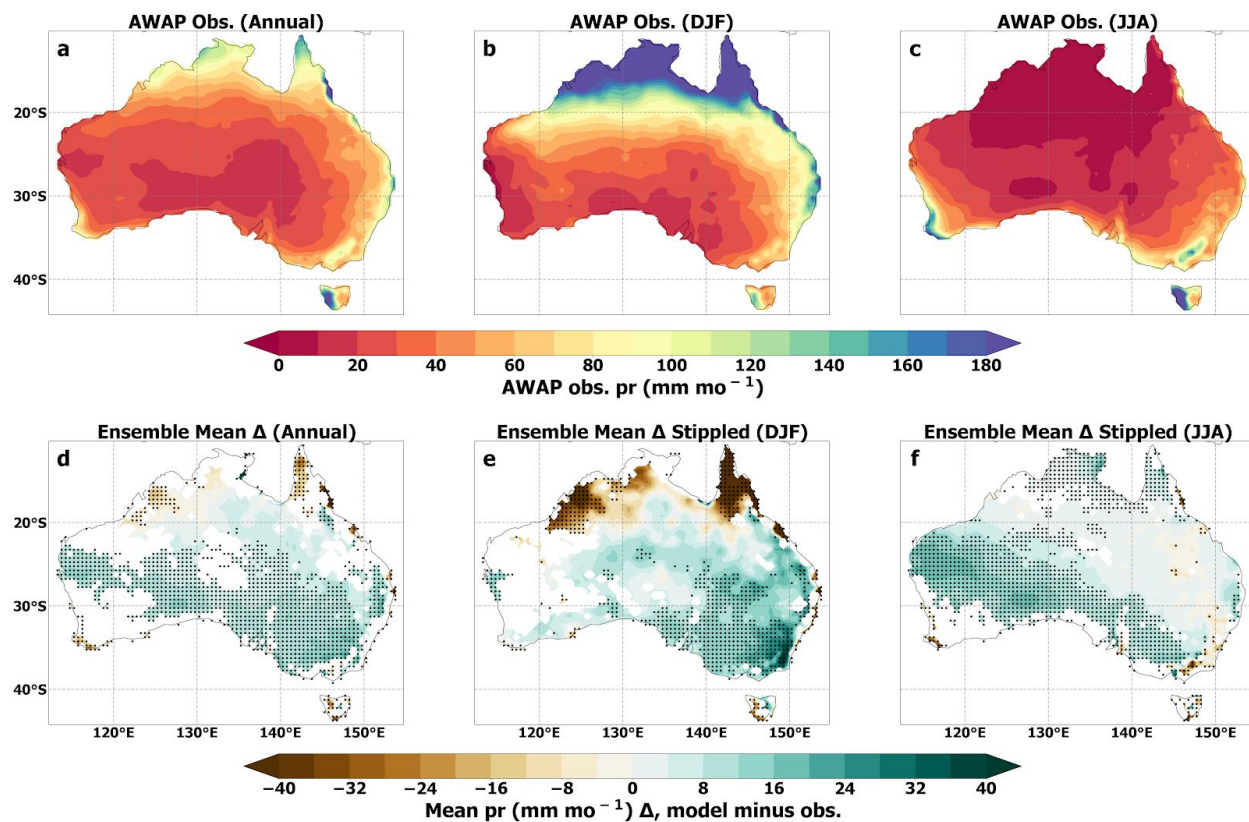 AWAP Obs. (Annual)
AWAP Obs. (DJF)
AWAP Obs. (JJA)
a
b
c
20°S
40°S
0 20 40 60 80 100 120 140 160 180
AWAP obs. pr (mm mo⁻¹)
Ensemble Mean Δ (Annual)
Ensemble Mean Δ Stippled (DJF)
Ensemble Mean Δ Stippled (JJA)
d
e
f
20°S
40°S
120°E 130°E 140°E 150°E
120°E 130°E 140°E 150°E
120°E 130°E 140°E 150°E
−40 −32 −24 −16 −8 0 8 16 24 32 40
Mean pr (mm mo⁻¹) Δ, model minus obs.